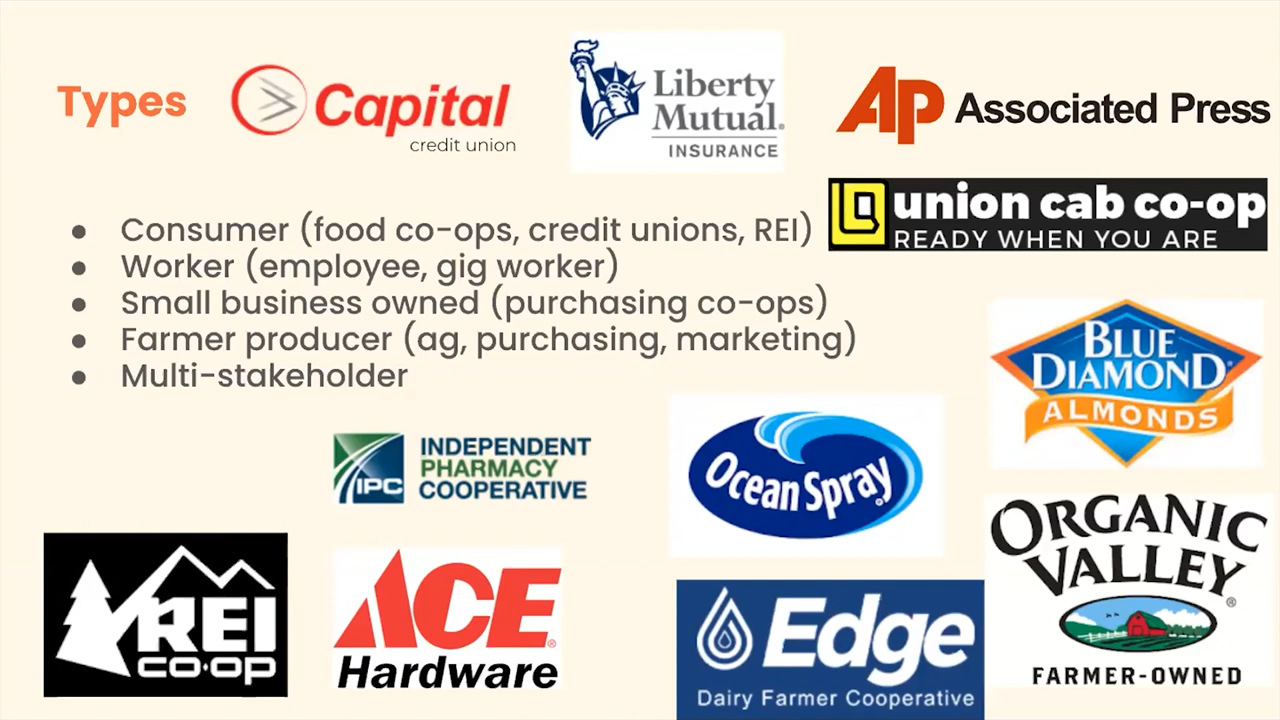 Types
Capital
credit union
Liberty
Mutual.
INSURANCE
AP Associated Press
union cab co-op
READY WHEN YOU ARE
● Consumer (food co-ops, credit unions, REI)
● Worker (employee, gig worker)
● Small business owned (purchasing co-ops)
● Farmer producer (ag, purchasing, marketing)
● Multi-stakeholder
BLUE
DIAMOND®
ALMONDS
IPC
INDEPENDENT
PHARMACY
COOPERATIVE
Ocean Spray®
ORGANIC
VALLEY®
FARMER-OWNED
REI
co·op
ACE®
Hardware
Edge
Dairy Farmer Cooperative